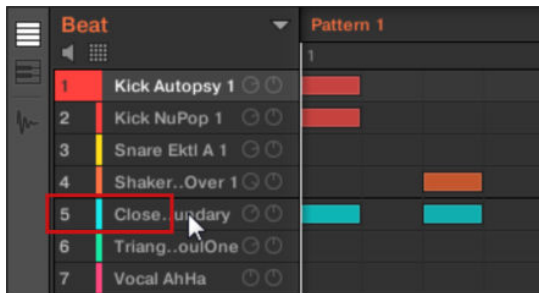 Beat
Pattern 1
1
1 Kick Autopsy 1
2 Kick NuPop 1
3 Snare Ektl A 1
4 Shaker..Over 1
5 Close..undary
6 Triang..oulOne
7 Vocal AhHa